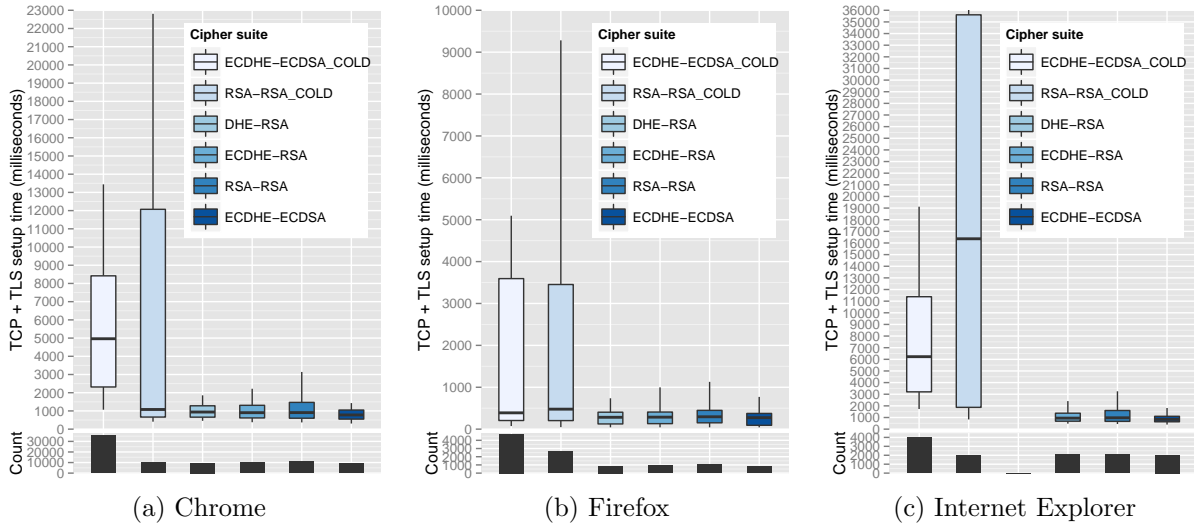 TCP + TLS setup time (milliseconds)
23000
22000
21000
20000
19000
18000
17000
16000
15000
14000
13000
12000
11000
10000
9000
8000
7000
6000
5000
4000
3000
2000
1000
0
Cipher suite
ECDHE−ECDSA_COLD
RSA−RSA_COLD
DHE−RSA
ECDHE−RSA
RSA−RSA
ECDHE−ECDSA
Count
30000
20000
10000
0
(a) Chrome
TCP + TLS setup time (milliseconds)
10000
9000
8000
7000
6000
5000
4000
3000
2000
1000
500
0
Cipher suite
ECDHE−ECDSA_COLD
RSA−RSA_COLD
DHE−RSA
ECDHE−RSA
RSA−RSA
ECDHE−ECDSA
Count
4000
3000
2000
1000
0
(b) Firefox
TCP + TLS setup time (milliseconds)
36000
35000
34000
33000
32000
31000
30000
29000
28000
27000
26000
25000
24000
23000
22000
21000
20000
19000
18000
17000
16000
15000
14000
13000
12000
11000
10000
9000
8000
7000
6000
5000
4000
3000
2000
1000
0
Cipher suite
ECDHE−ECDSA_COLD
RSA−RSA_COLD
DHE−RSA
ECDHE−RSA
RSA−RSA
ECDHE−ECDSA
Count
4000
3000
2000
1000
0
(c) Internet Explorer